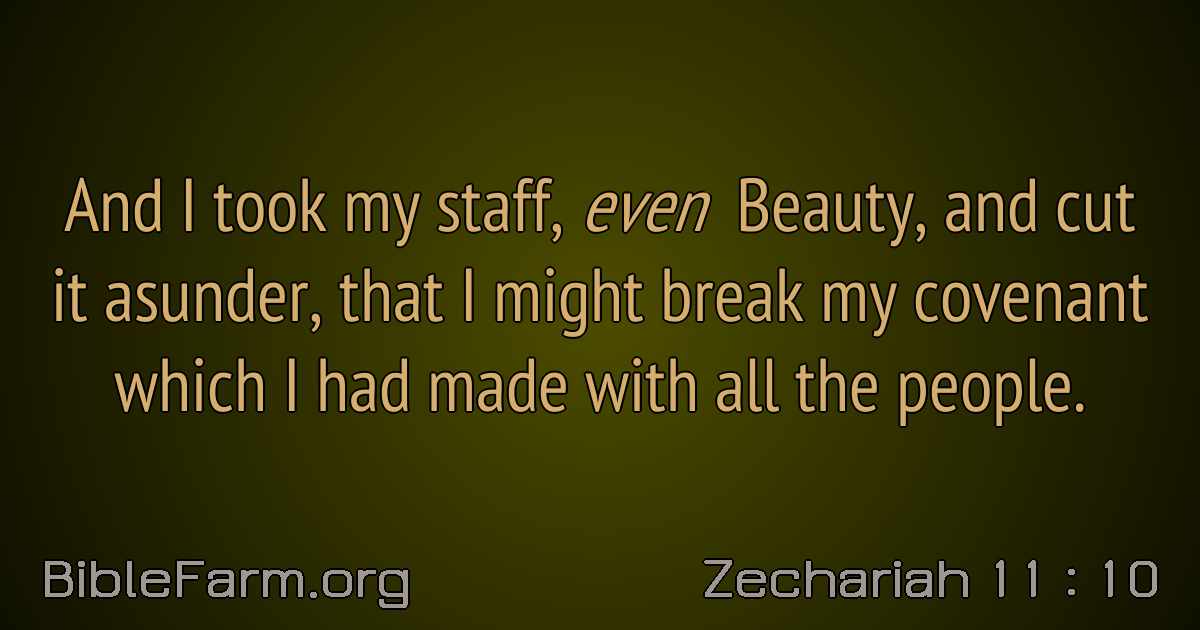 And I took my staff, even Beauty, and cut
it asunder, that I might break my covenant
which I had made with all the people.
BibleFarm.org
Zechariah 11 : 10